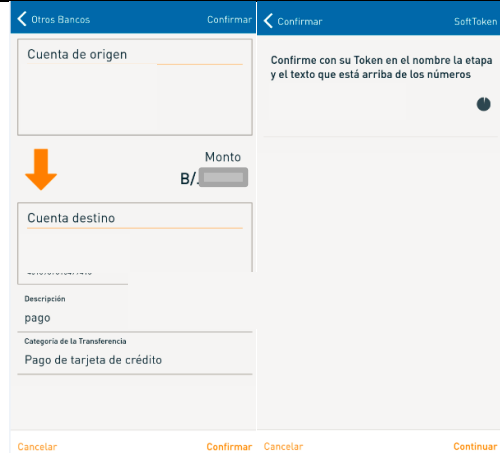 Otros Bancos Confirmar
Cuenta de origen
Monto
B/.
Cuenta destino
Descripción
pago
Categoría de la Transferencia
Pago de tarjeta de crédito
Cancelar Confirmar
Confirmar SoftToken
Confirme con su Token en el nombre la etapa
y el texto que está arriba de los números
Cancelar Continuar